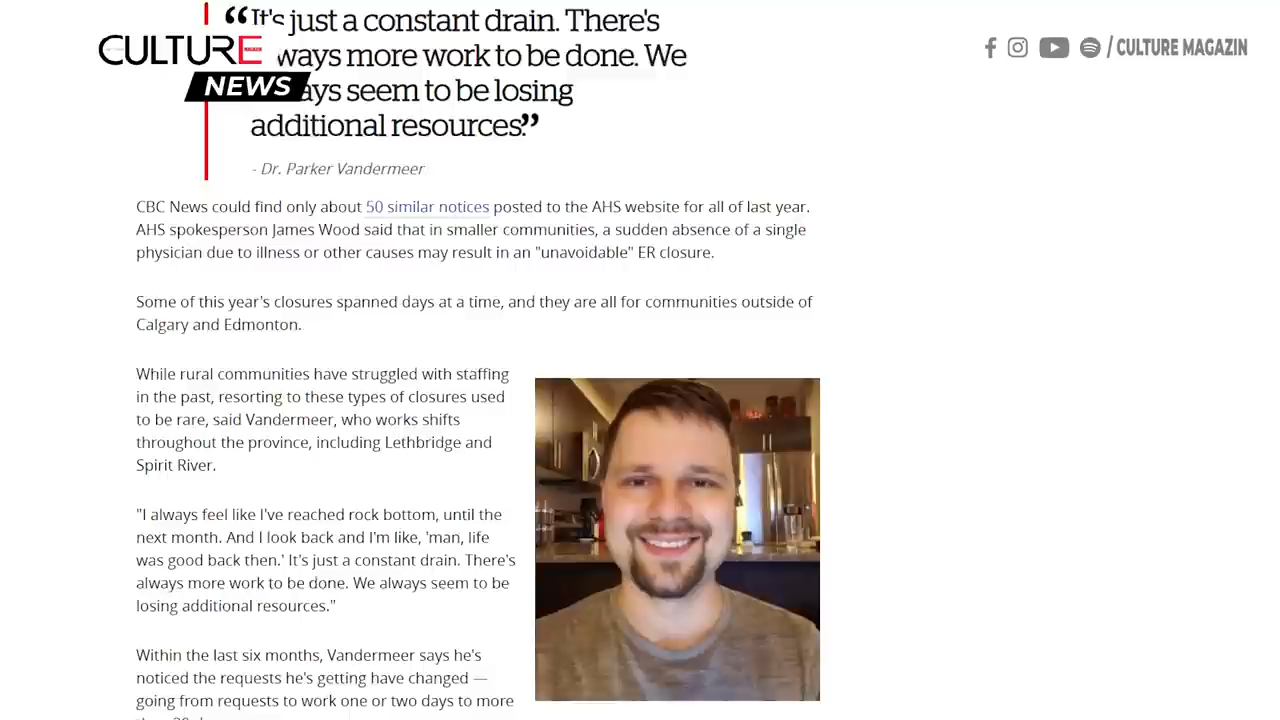 “It's just a constant drain. There's
ways more work to be done. We
ays seem to be losing
additional resources.”
CULTURE
NEWS
/ CULTURE MAGAZIN
- Dr. Parker Vandermeer
CBC News could find only about 50 similar notices posted to the AHS website for all of last year.
AHS spokesperson James Wood said that in smaller communities, a sudden absence of a single
physician due to illness or other causes may result in an "unavoidable" ER closure.
Some of this year's closures spanned days at a time, and they are all for communities outside of
Calgary and Edmonton.
While rural communities have struggled with staffing
in the past, resorting to these types of closures used
to be rare, said Vandermeer, who works shifts
throughout the province, including Lethbridge and
Spirit River.
"I always feel like I've reached rock bottom, until the
next month. And I look back and I'm like, 'man, life
was good back then.' It's just a constant drain. There's
always more work to be done. We always seem to be
losing additional resources."
Within the last six months, Vandermeer says he's
noticed the requests he's getting have changed —
going from requests to work one or two days to more